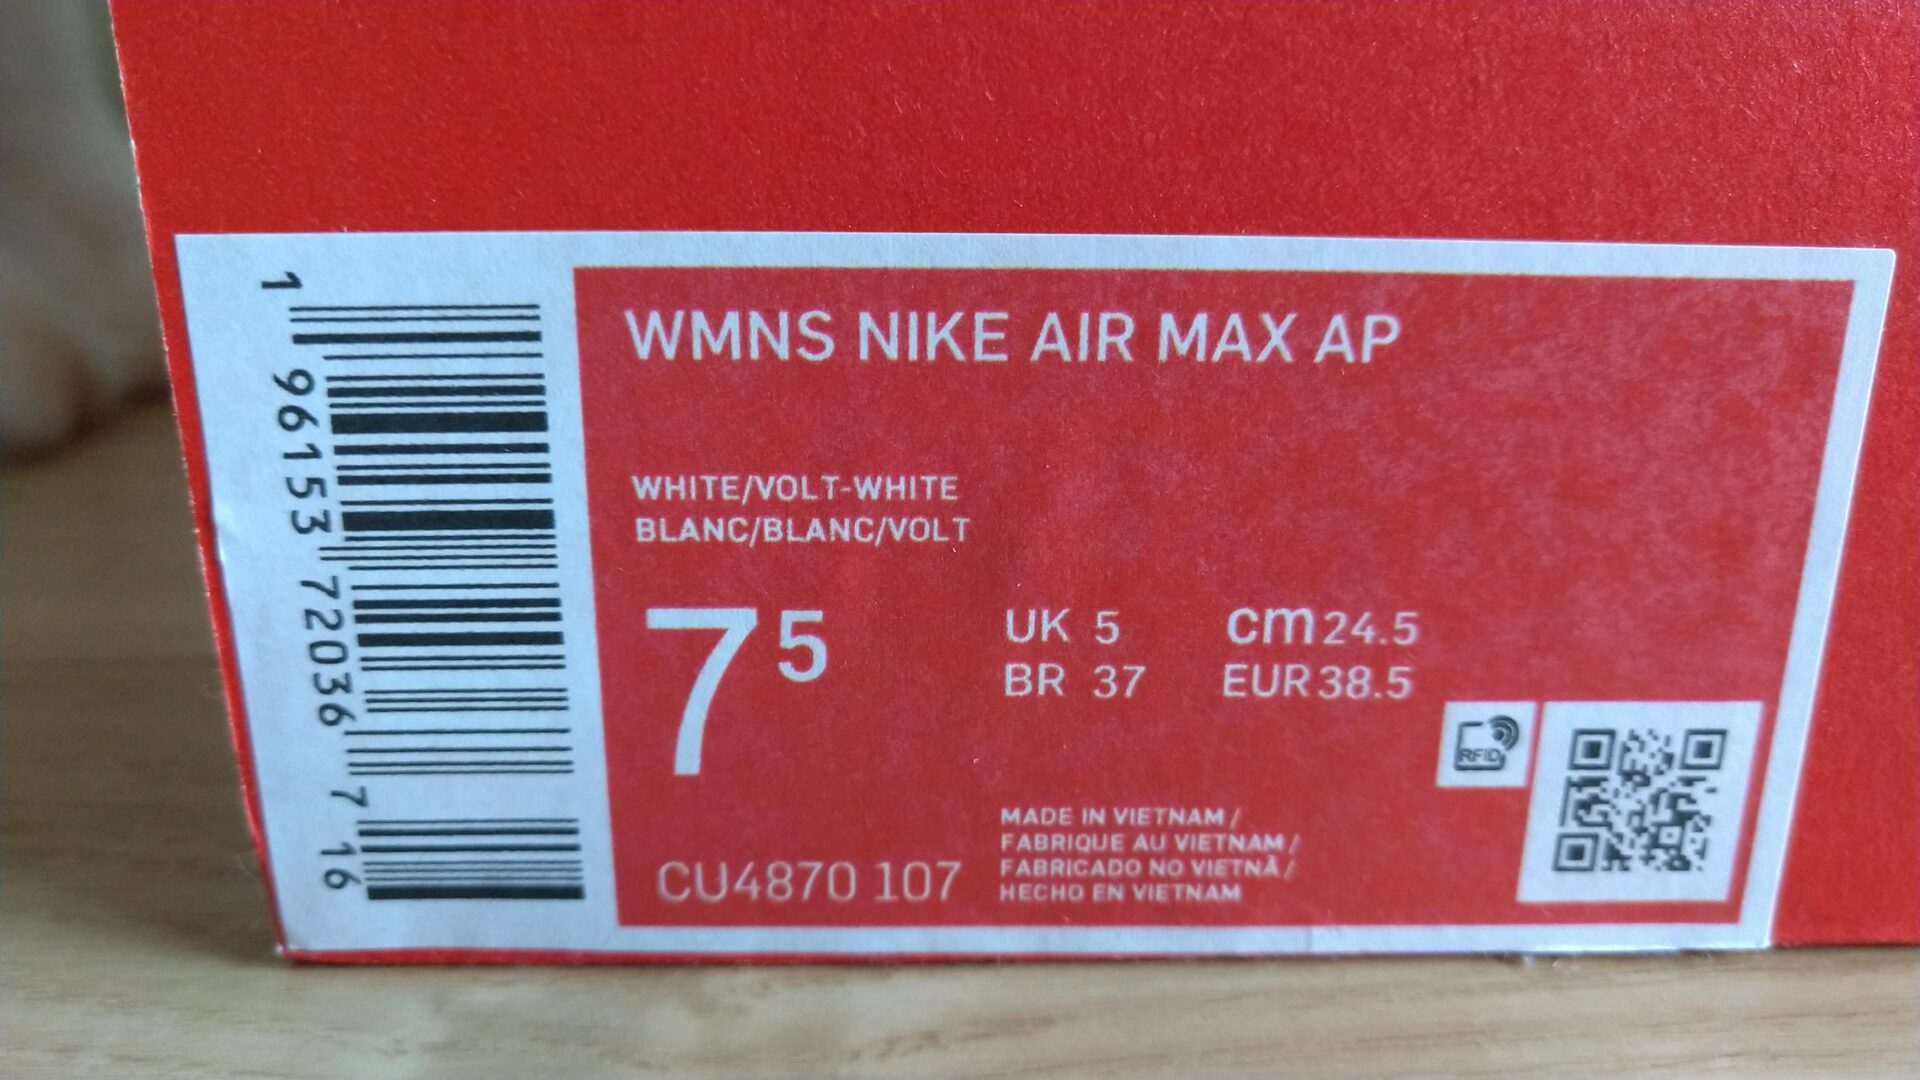 1 96153 72036 7 16
WMNS NIKE AIR MAX AP
WHITE/VOLT-WHITE
BLANC/BLANC/VOLT
7 5
UK 5 cm 24.5
BR 37 EUR 38.5
RFID
MADE IN VIETNAM /
FABRIQUE AU VIETNAM /
FABRICADO NO VIETNÃ /
HECHO EN VIETNAM
CU4870 107